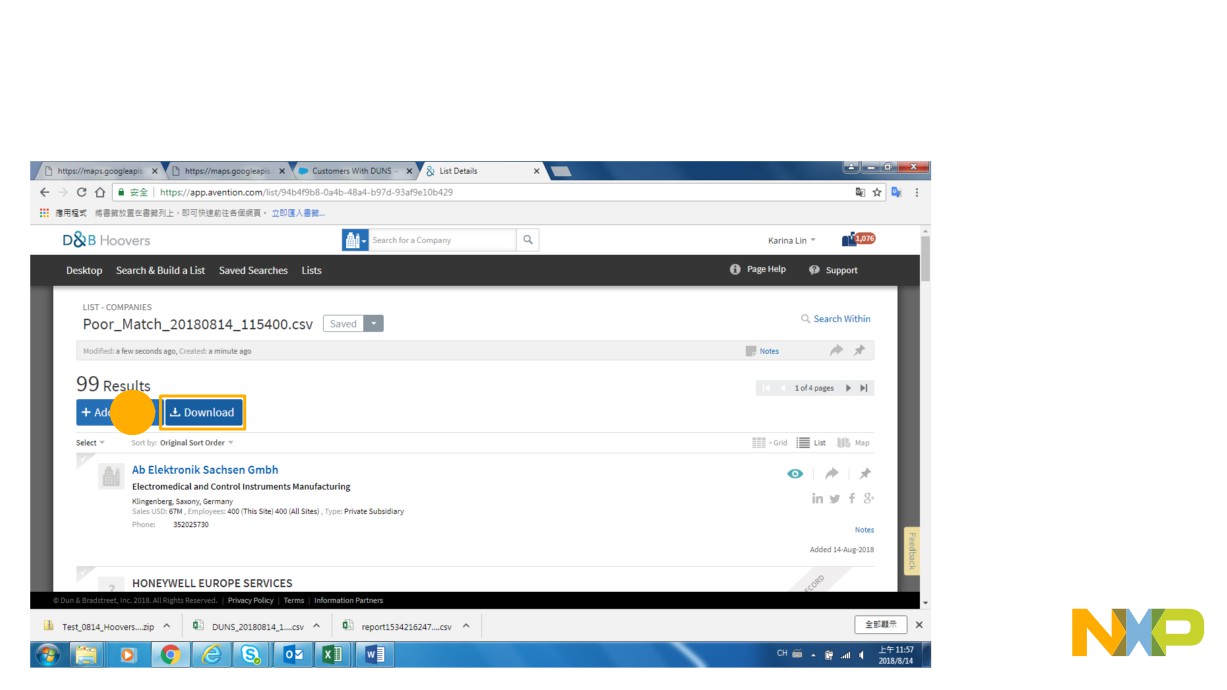 https://maps.googleapis × https://maps.googleapis × Customers With DUNS - × List Details ×
安全 | https://app.avention.com/list/94b4f9b8-0a4b-48a4-b97d-93af9e10b429
應用程式 將書籤放置在書籤列上，即可快速前往各個網頁。 立即匯入書籤...
D&B Hoovers Search for a Company Karina Lin 1,076
Desktop Search & Build a List Saved Searches Lists Page Help Support
LIST - COMPANIES
Poor_Match_20180814_115400.csv Saved Search Within
Modified: a few seconds ago, Created: a minute ago Notes
99 Results 1 of 4 pages
+ Download
Select Sort by: Original Sort Order Grid List Map
Ab Elektronik Sachsen Gmbh
Electromedical and Control Instruments Manufacturing
Klingenberg, Saxony, Germany
Sales USD: 67M , Employees: 400 (This Site) 400 (All Sites) , Type: Private Subsidiary
Phone: 352025730
Notes
Added 14-Aug-2018
Feedback
HONEYWELL EUROPE SERVICES
© Dun & Bradstreet, Inc. 2018. All Rights Reserved. | Privacy Policy | Terms | Information Partners
Test_0814_Hoovers....zip DUNS_20180814_1....csv report1534216247....csv 全部顯示 ×
CH 上午 11:57
2018/8/14
NXP